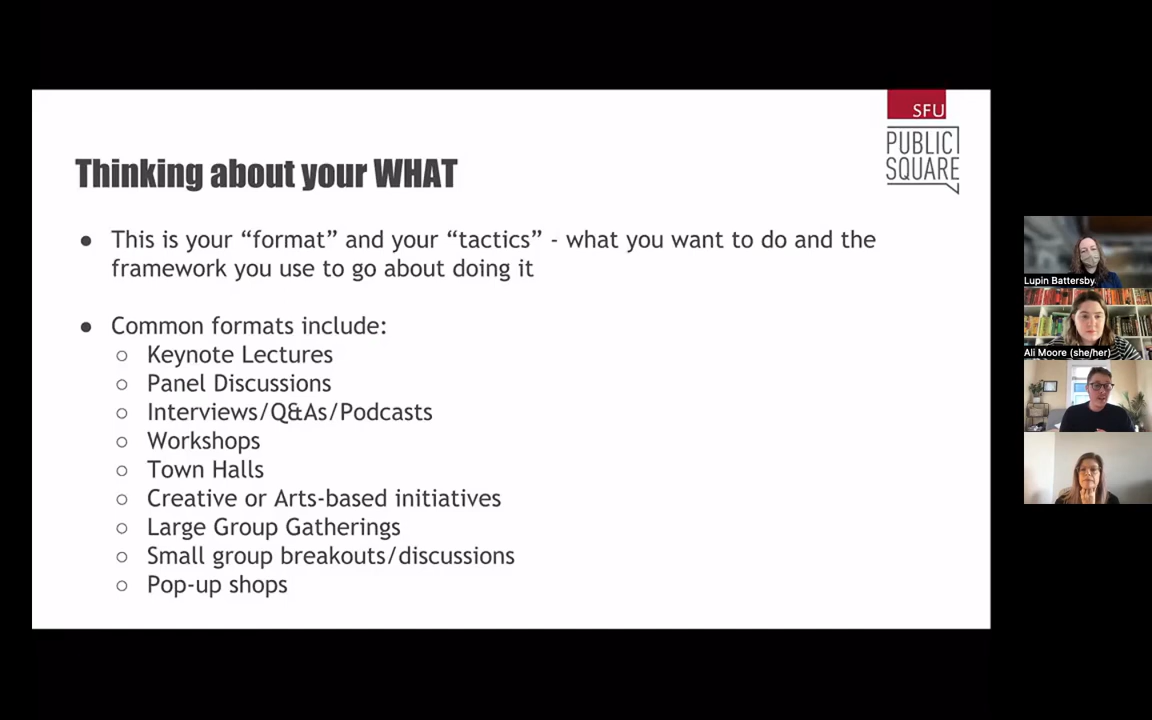 SFU
PUBLIC
SQUARE
Thinking about your WHAT
● This is your “format” and your “tactics” - what you want to do and the
framework you use to go about doing it
● Common formats include:
○ Keynote Lectures
○ Panel Discussions
○ Interviews/Q&As/Podcasts
○ Workshops
○ Town Halls
○ Creative or Arts-based initiatives
○ Large Group Gatherings
○ Small group breakouts/discussions
○ Pop-up shops
Lupin Battersby
Ali Moore (she/her)